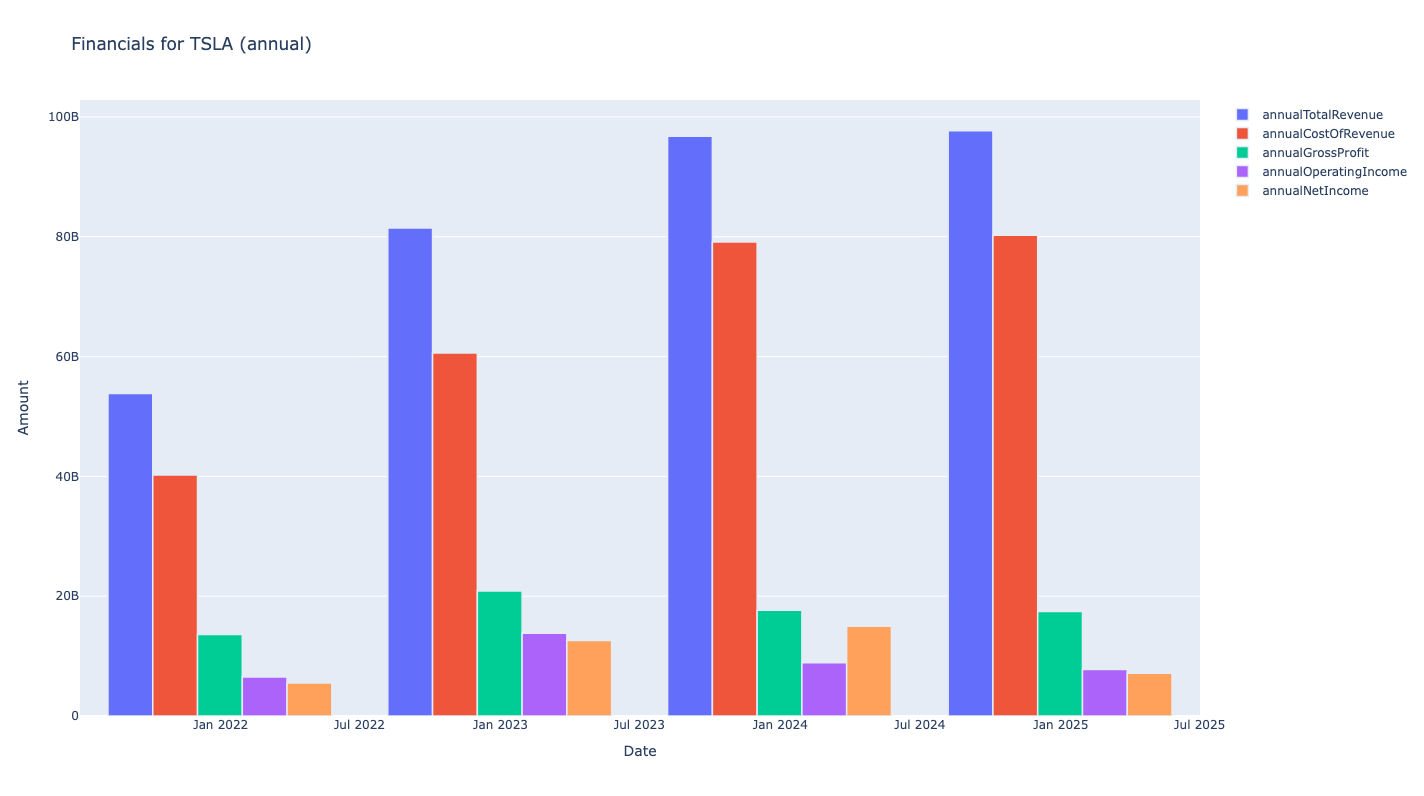 Financials for TSLA (annual)
100B
80B
60B
40B
20B
0
Amount
Jan 2022
Jul 2022
Jan 2023
Jul 2023
Jan 2024
Jul 2024
Jan 2025
Jul 2025
Date
annualTotalRevenue
annualCostOfRevenue
annualGrossProfit
annualOperatingIncome
annualNetIncome